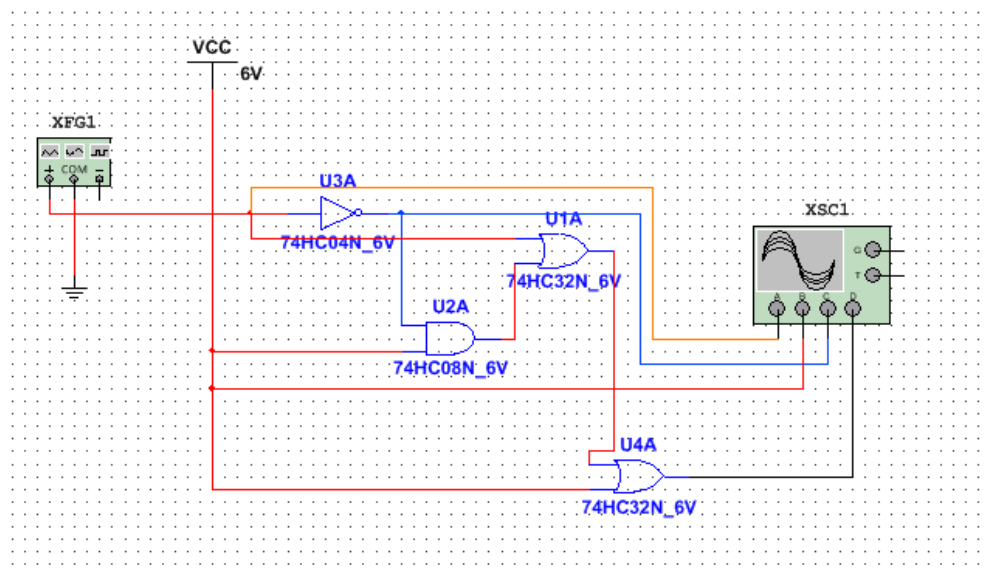 VCC
6V
XFG1
+ COM −
U3A
74HC04N_6V
U1A
74HC32N_6V
U2A
74HC08N_6V
XSC1
G
T
A B C D
U4A
74HC32N_6V